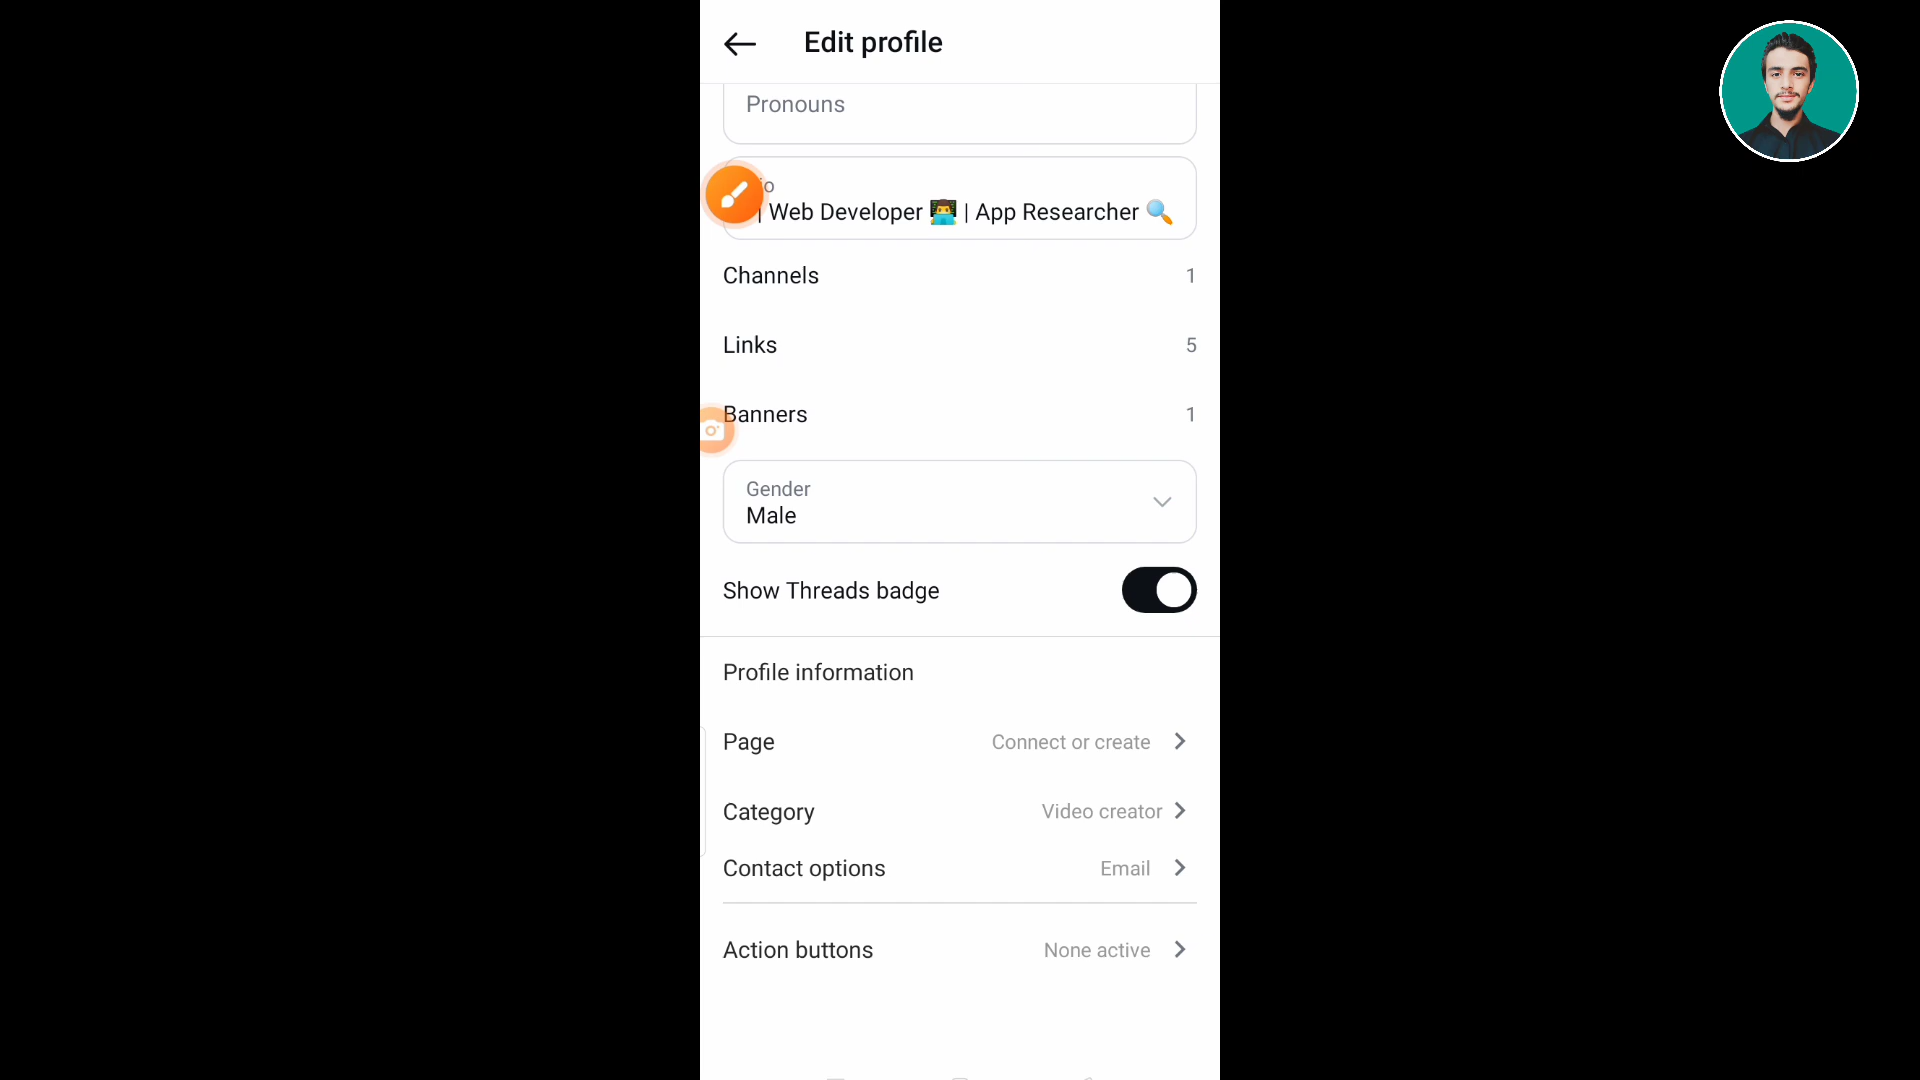 Edit profile
Pronouns
io
| Web Developer 👨‍💻 | App Researcher 🔍
Channels 1
Links 5
Banners 1
Gender
Male
Show Threads badge
Profile information
Page Connect or create
Category Video creator
Contact options Email
Action buttons None active